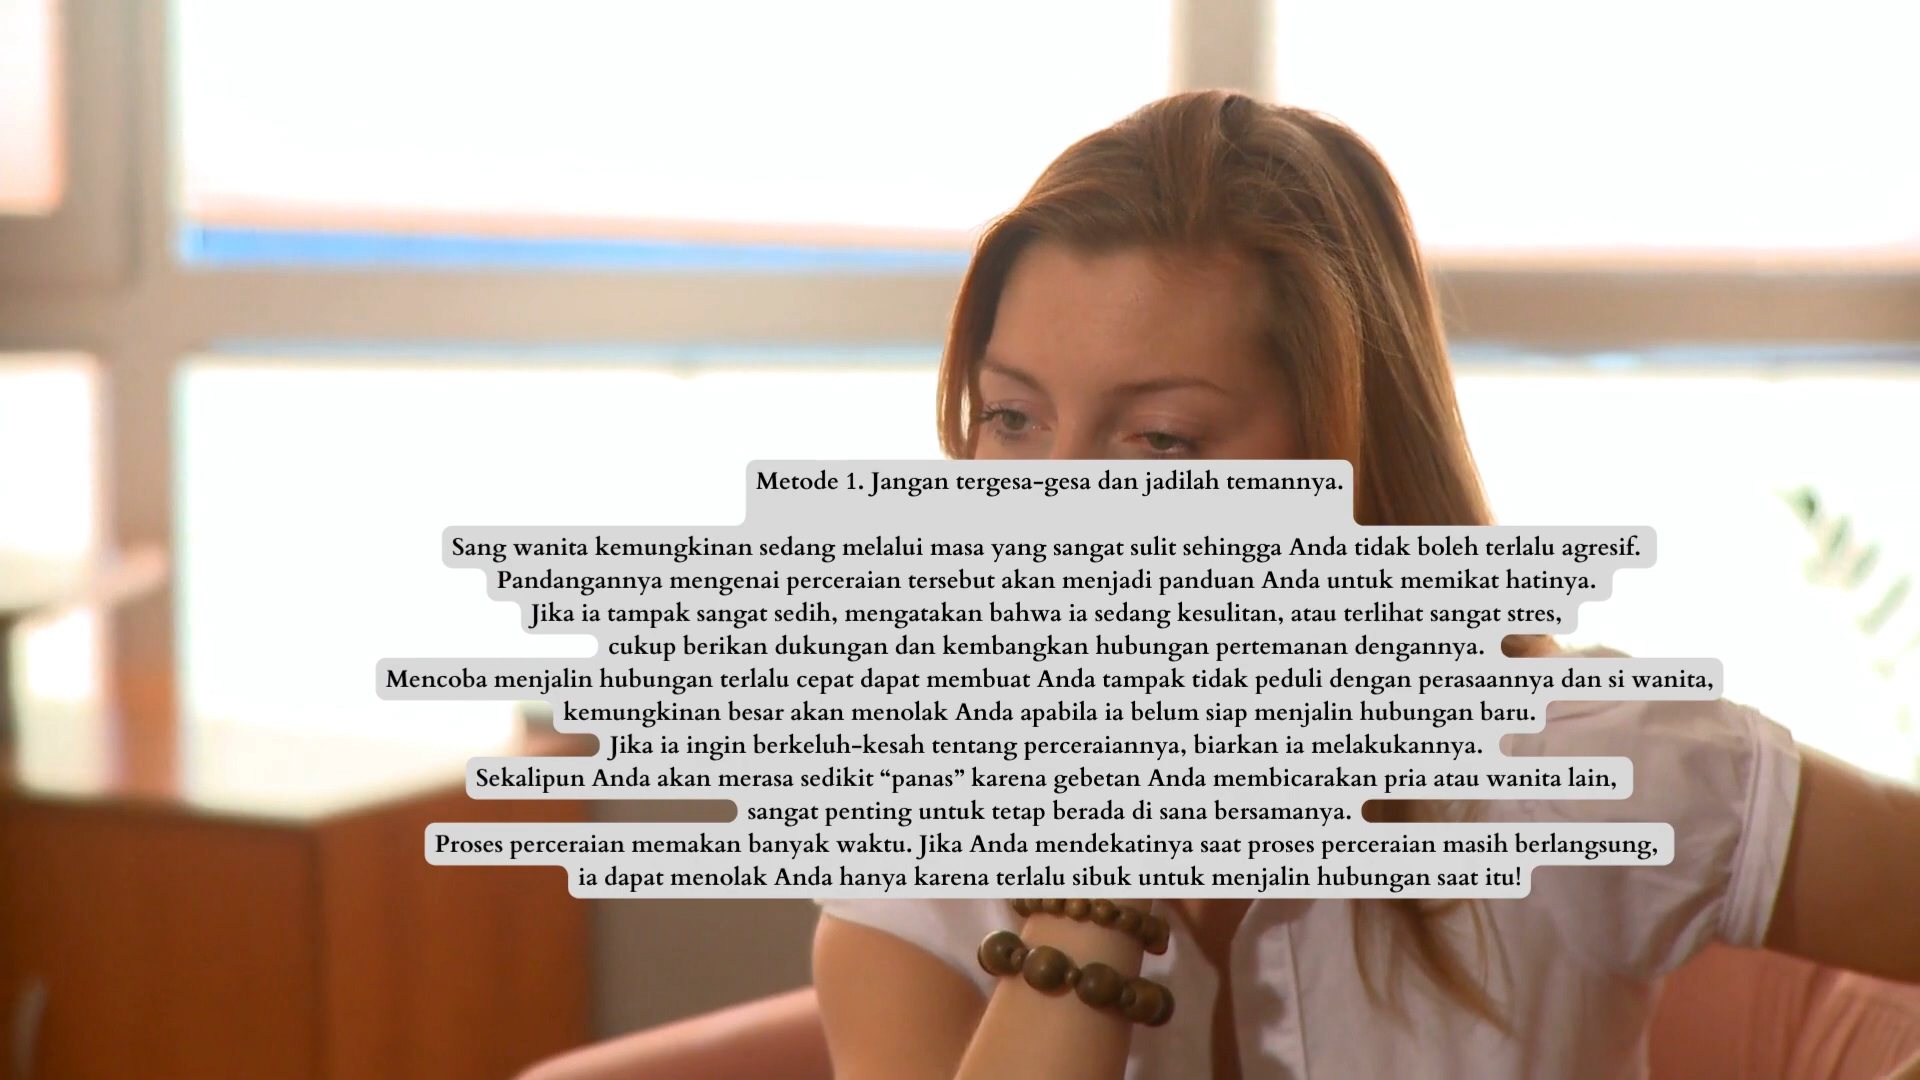 Metode 1. Jangan tergesa-gesa dan jadilah temannya.
Sang wanita kemungkinan sedang melalui masa yang sangat sulit sehingga Anda tidak boleh terlalu agresif.
Pandangannya mengenai perceraian tersebut akan menjadi panduan Anda untuk memikat hatinya.
Jika ia tampak sangat sedih, mengatakan bahwa ia sedang kesulitan, atau terlihat sangat stres,
cukup berikan dukungan dan kembangkan hubungan pertemanan dengannya.
Mencoba menjalin hubungan terlalu cepat dapat membuat Anda tampak tidak peduli dengan perasaannya dan si wanita,
kemungkinan besar akan menolak Anda apabila ia belum siap menjalin hubungan baru.
Jika ia ingin berkeluh-kesah tentang perceraiannya, biarkan ia melakukannya.
Sekalipun Anda akan merasa sedikit “panas” karena gebetan Anda membicarakan pria atau wanita lain,
sangat penting untuk tetap berada di sana bersamanya.
Proses perceraian memakan banyak waktu. Jika Anda mendekatinya saat proses perceraian masih berlangsung,
ia dapat menolak Anda hanya karena terlalu sibuk untuk menjalin hubungan saat itu!